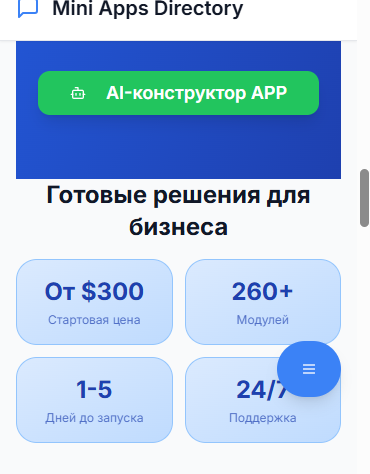 Mini Apps Directory
AI-конструктор APP
Готовые решения для
бизнеса
От $300
Стартовая цена
260+
Модулей
1-5
Дней до запуска
24/7
Поддержка